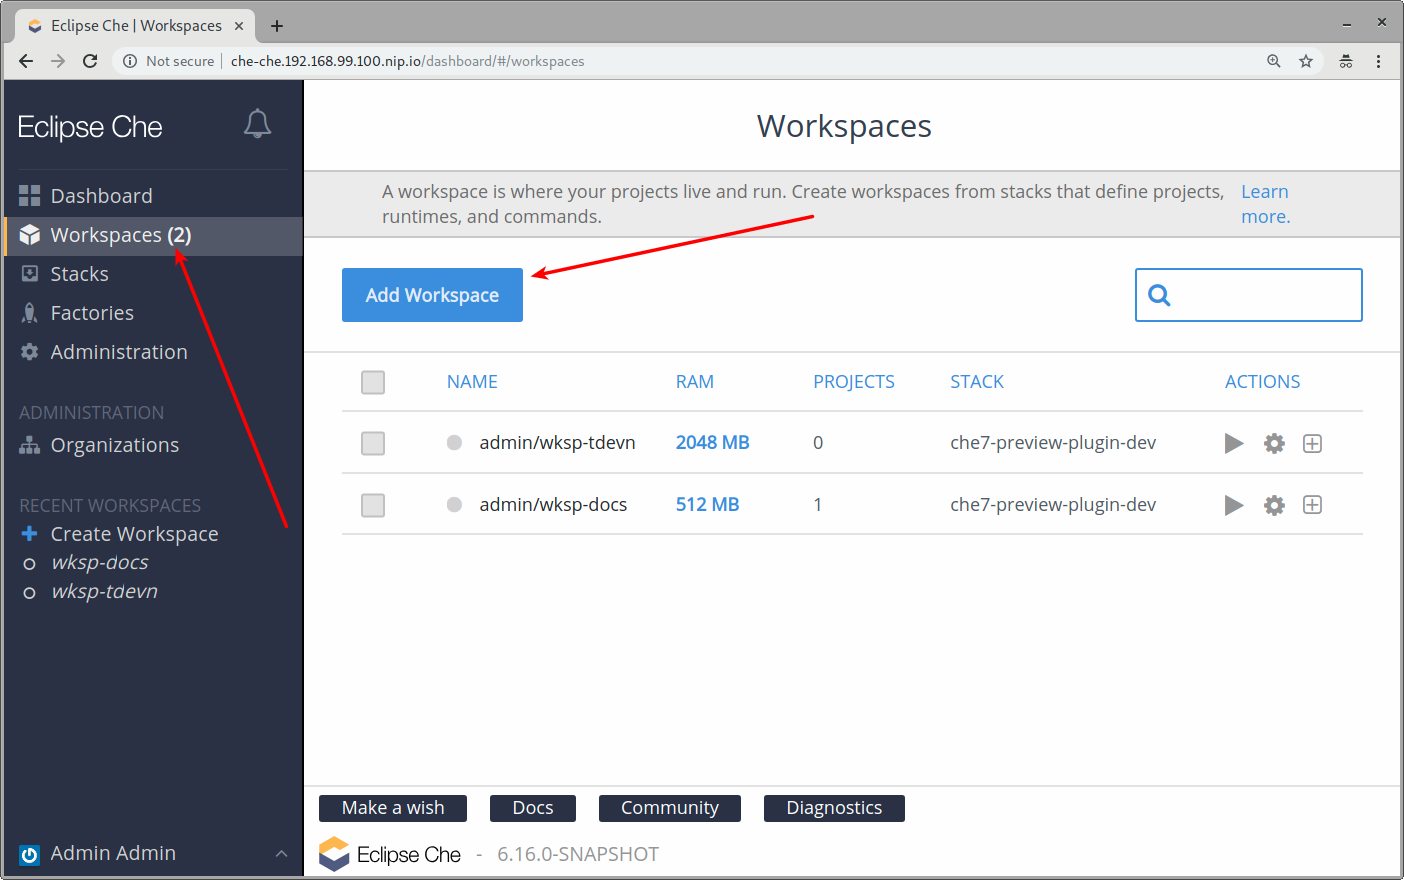 Eclipse Che | Workspaces
Not secure
che-che.192.168.99.100.nip.io/dashboard/#/workspaces
Eclipse Che
Dashboard
Workspaces (2)
Stacks
Factories
Administration
ADMINISTRATION
Organizations
RECENT WORKSPACES
Create Workspace
wksp-docs
wksp-tdevn
Admin Admin
Workspaces
A workspace is where your projects live and run. Create workspaces from stacks that define projects,
runtimes, and commands.
Learn
more.
Add Workspace
NAME RAM PROJECTS STACK ACTIONS
admin/wksp-tdevn 2048 MB 0 che7-preview-plugin-dev
admin/wksp-docs 512 MB 1 che7-preview-plugin-dev
Make a wish Docs Community Diagnostics
Eclipse Che - 6.16.0-SNAPSHOT